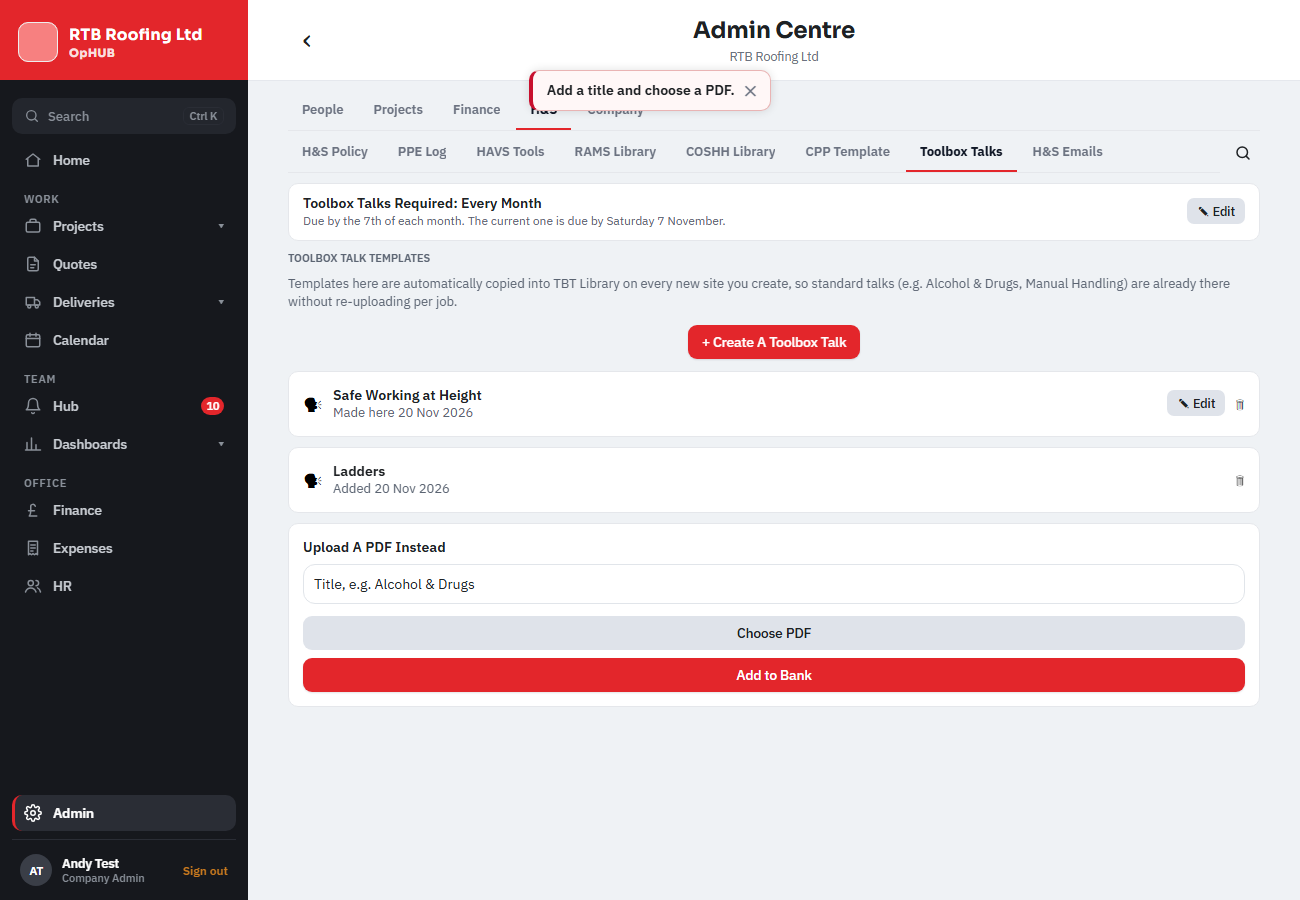 RTB Roofing Ltd
OpHUB
Search
Ctrl K
Home
WORK
Projects
Quotes
Deliveries
Calendar
TEAM
Hub
10
Dashboards
OFFICE
Finance
Expenses
HR
Admin
AT
Andy Test
Company Admin
Sign out
Admin Centre
RTB Roofing Ltd
Add a title and choose a PDF.
People
Projects
Finance
H&S
Company
H&S Policy
PPE Log
HAVS Tools
RAMS Library
COSHH Library
CPP Template
Toolbox Talks
H&S Emails
Toolbox Talks Required: Every Month
Due by the 7th of each month. The current one is due by Saturday 7 November.
Edit
TOOLBOX TALK TEMPLATES
Templates here are automatically copied into TBT Library on every new site you create, so standard talks (e.g. Alcohol & Drugs, Manual Handling) are already there
without re-uploading per job.
+ Create A Toolbox Talk
Safe Working at Height
Made here 20 Nov 2026
Edit
Ladders
Added 20 Nov 2026
Upload A PDF Instead
Title, e.g. Alcohol & Drugs
Choose PDF
Add to Bank